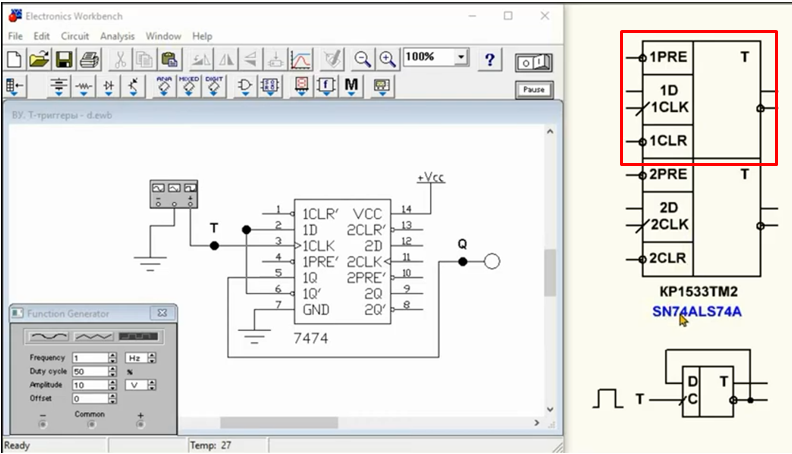 Electronics Workbench
File Edit Circuit Analysis Window Help
100%
?
ANA MIXED DIGIT
M
Pause
ВУ. Т-триггеры - d.ewb
+Vcc
1 1CLR' VCC 14
2 1D 2CLR' 13
3 1CLK 2D 12
4 1PRE' 2CLK 11
5 1Q 2PRE' 10
6 1Q' 2Q 9
7 GND 2Q' 8
7474
T
Q
Function Generator
Frequency 1 Hz
Duty cycle 50 %
Amplitude 10 V
Offset 0
− Common +
Ready
Temp: 27
1PRE T
1D
1CLK
1CLR
2PRE T
2D
2CLK
2CLR
КР1533ТМ2
SN74ALS74A
D T
T C